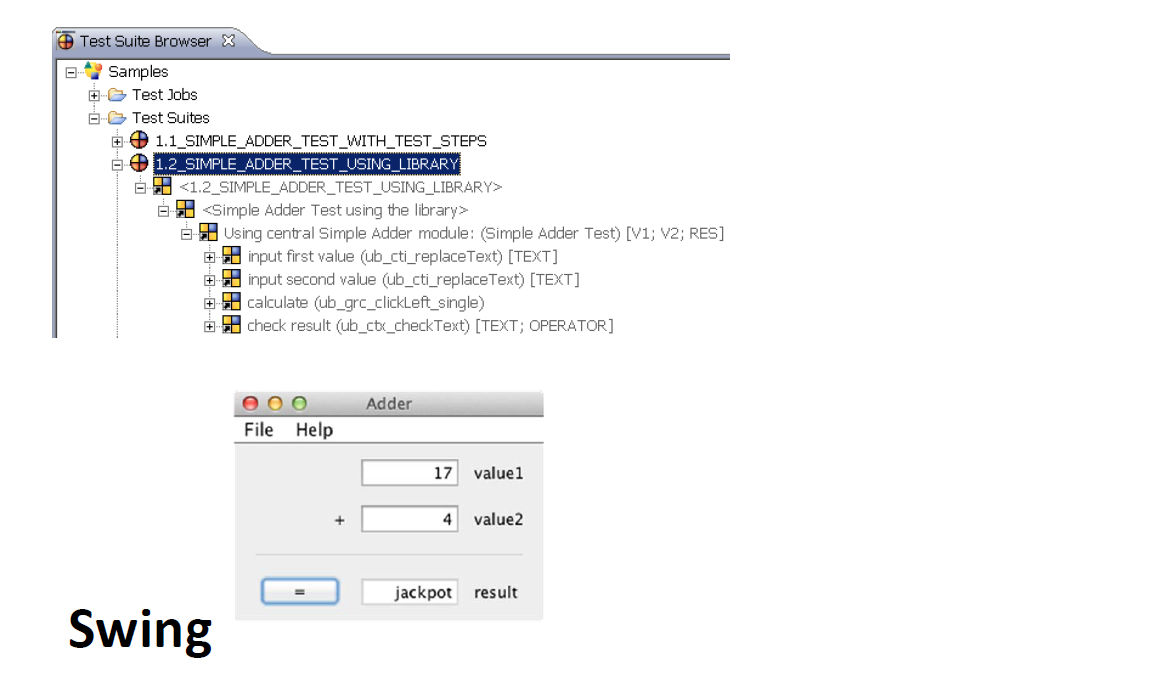 Test Suite Browser
Samples
Test Jobs
Test Suites
1.1_SIMPLE_ADDER_TEST_WITH_TEST_STEPS
1.2_SIMPLE_ADDER_TEST_USING_LIBRARY
<1.2_SIMPLE_ADDER_TEST_USING_LIBRARY>
<Simple Adder Test using the library>
Using central Simple Adder module: (Simple Adder Test) [V1; V2; RES]
input first value (ub_cti_replaceText) [TEXT]
input second value (ub_cti_replaceText) [TEXT]
calculate (ub_grc_clickLeft_single)
check result (ub_ctx_checkText) [TEXT; OPERATOR]
Adder
File Help
17 value1
+ 4 value2
= jackpot result
Swing